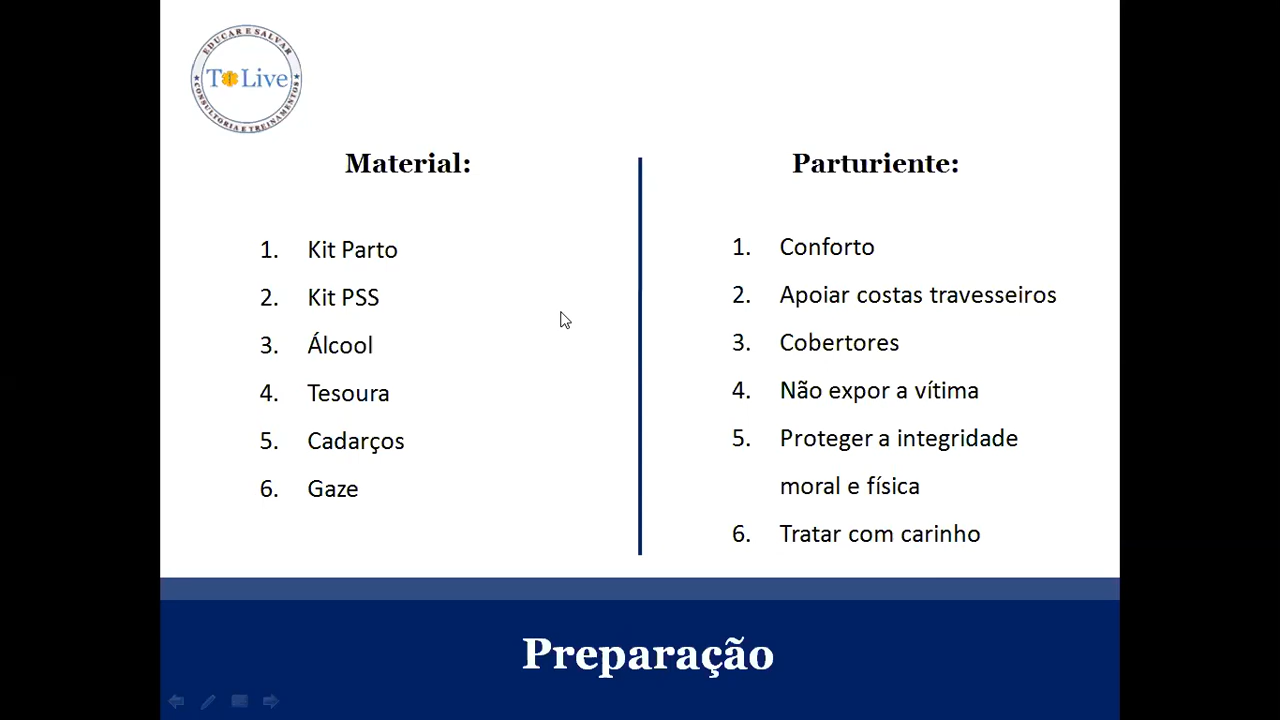 EDUCAR E SALVAR
T Live
CONSULTORIA E TREINAMENTOS
Material:
1. Kit Parto
2. Kit PSS
3. Álcool
4. Tesoura
5. Cadarços
6. Gaze
Parturiente:
1. Conforto
2. Apoiar costas travesseiros
3. Cobertores
4. Não expor a vítima
5. Proteger a integridade
moral e física
6. Tratar com carinho
Preparação